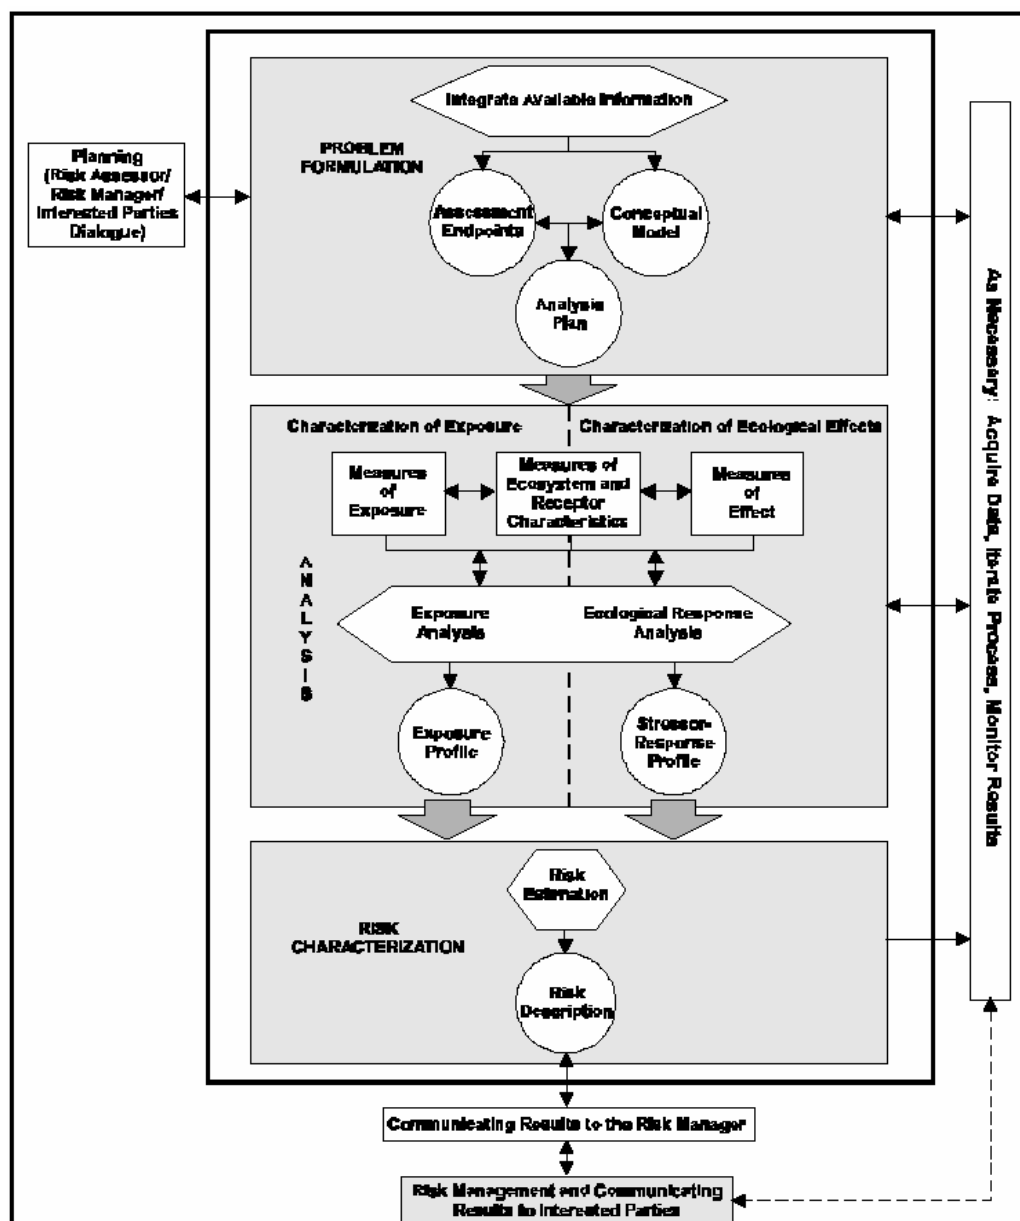 Integrate Available Information
PROBLEM
FORMULATION
Planning
(Risk Assessor/
Risk Manager/
Interested Parties
Dialogue)
Assessment
Endpoints
Conceptual
Model
Analysis
Plan
As Necessary: Acquire Data, Iterate Process, Monitor Results
Characterization of Exposure
Characterization of Ecological Effects
Measures
of
Exposure
Measures of
Ecosystem and
Receptor
Characteristics
Measures
of
Effect
ANALYSIS
Exposure
Analysis
Ecological Response
Analysis
Exposure
Profile
Stressor-
Response
Profile
Risk
Estimation
RISK
CHARACTERIZATION
Risk
Description
Communicating Results to the Risk Manager
Risk Management and Communicating
Results to Interested Parties